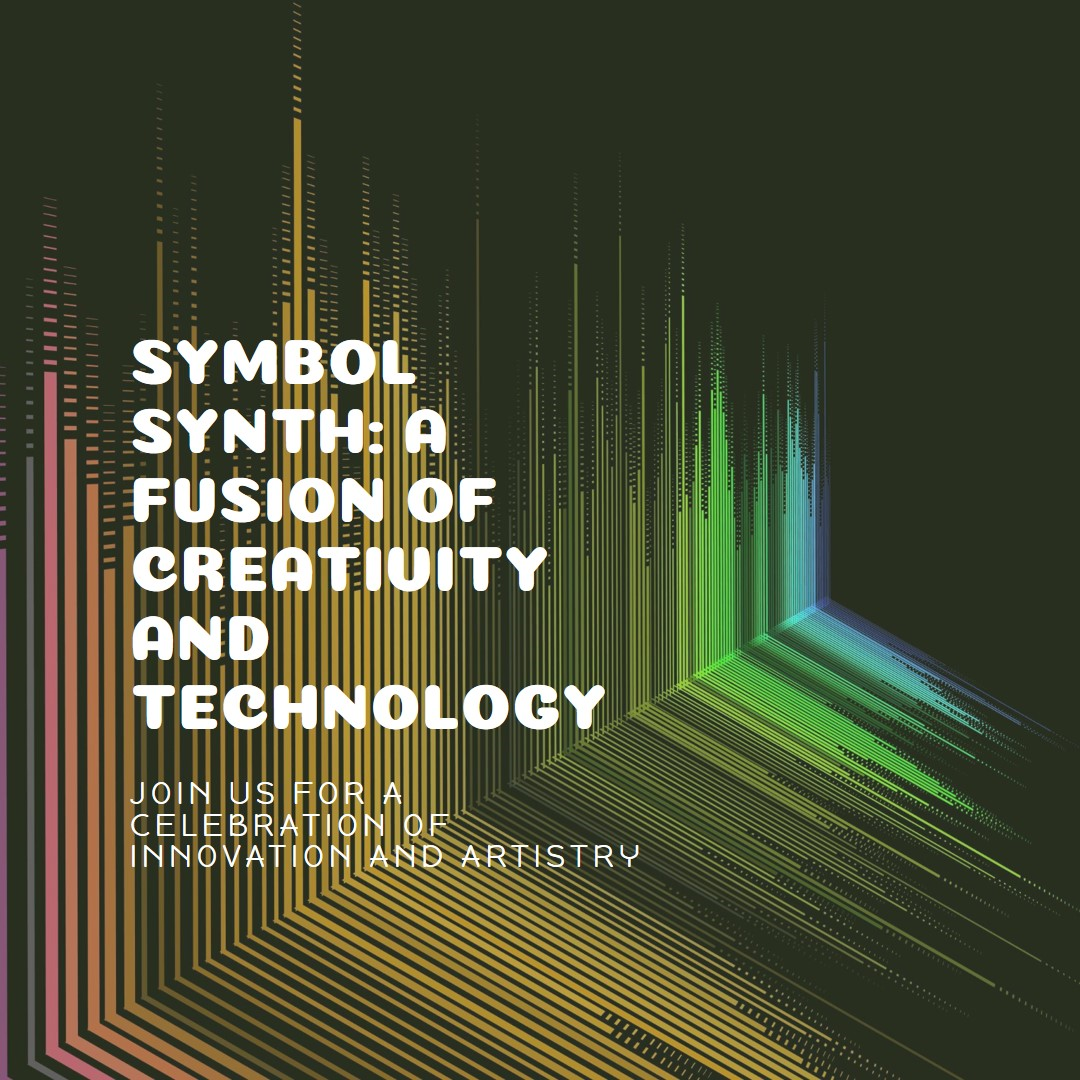 SYMBOL
SYNTH: A
FUSION OF
CREATIVITY
AND
TECHNOLOGY
JOIN US FOR A
CELEBRATION OF
INNOVATION AND ARTISTRY